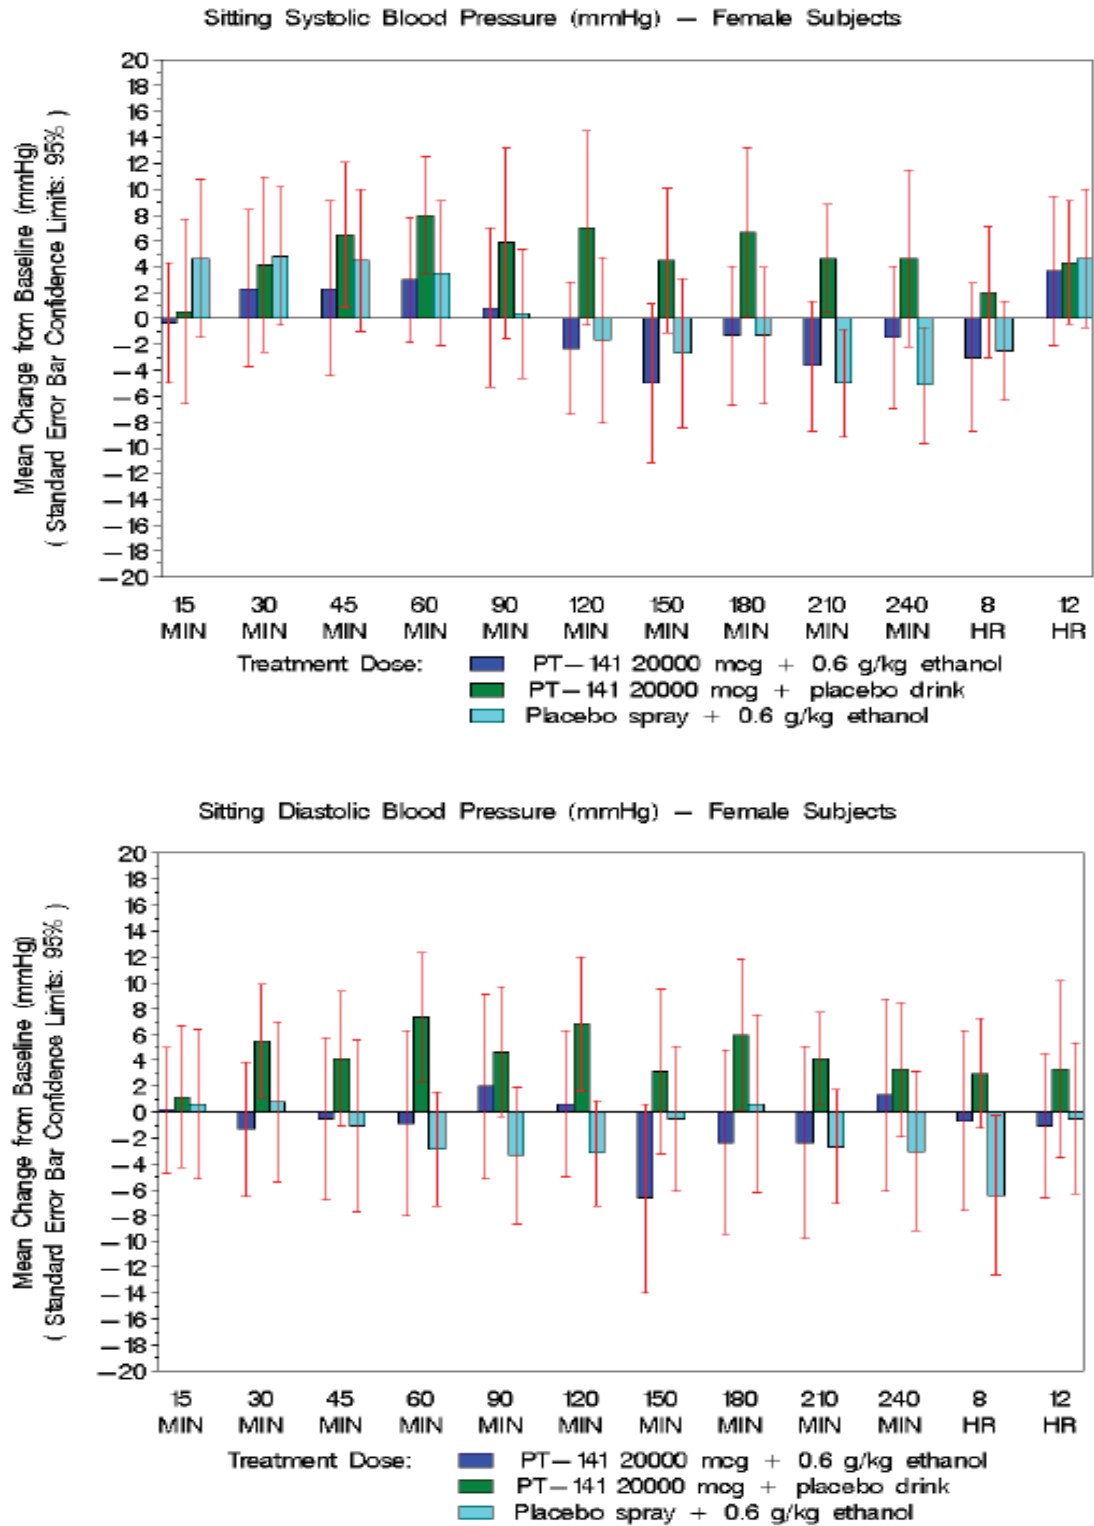 Sitting Systolic Blood Pressure (mmHg) — Female Subjects
Mean Change from Baseline (mmHg)
( Standard Error Bar Confidence Limits: 95% )
20
18
16
14
12
10
8
6
4
2
0
—2
—4
—6
—8
—10
—12
—14
—16
—18
—20
15 30 45 60 90 120 150 180 210 240 8 12
MIN MIN MIN MIN MIN MIN MIN MIN MIN MIN HR HR
Treatment Dose: PT—141 20000 mcg + 0.6 g/kg ethanol
PT—141 20000 mcg + placebo drink
Placebo spray + 0.6 g/kg ethanol
Sitting Diastolic Blood Pressure (mmHg) — Female Subjects
Mean Change from Baseline (mmHg)
( Standard Error Bar Confidence Limits: 95% )
20
18
16
14
12
10
8
6
4
2
0
—2
—4
—6
—8
—10
—12
—14
—16
—18
—20
15 30 45 60 90 120 150 180 210 240 8 12
MIN MIN MIN MIN MIN MIN MIN MIN MIN MIN HR HR
Treatment Dose: PT—141 20000 mcg + 0.6 g/kg ethanol
PT—141 20000 mcg + placebo drink
Placebo spray + 0.6 g/kg ethanol